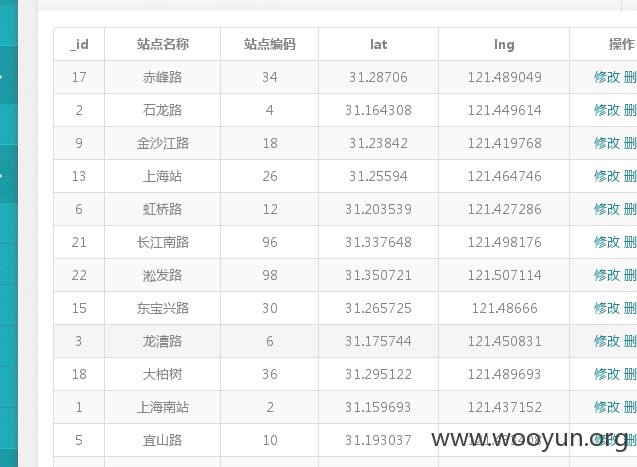 _id 站点名称 站点编码 lat lng 操作
17 赤峰路 34 31.28706 121.489049 修改 删
2 石龙路 4 31.164308 121.449614 修改 删
9 金沙江路 18 31.23842 121.419768 修改 删
13 上海站 26 31.25594 121.464746 修改 删
6 虹桥路 12 31.203539 121.427286 修改 删
21 长江南路 96 31.337648 121.498176 修改 删
22 淞发路 98 31.350721 121.507114 修改 删
15 东宝兴路 30 31.265725 121.48666 修改 删
3 龙漕路 6 31.175744 121.450831 修改 删
18 大柏树 36 31.295122 121.489693 修改 删
1 上海南站 2 31.159693 121.437152 修改 删
5 宜山路 10 31.193037 修改 删
www.wooyun.org